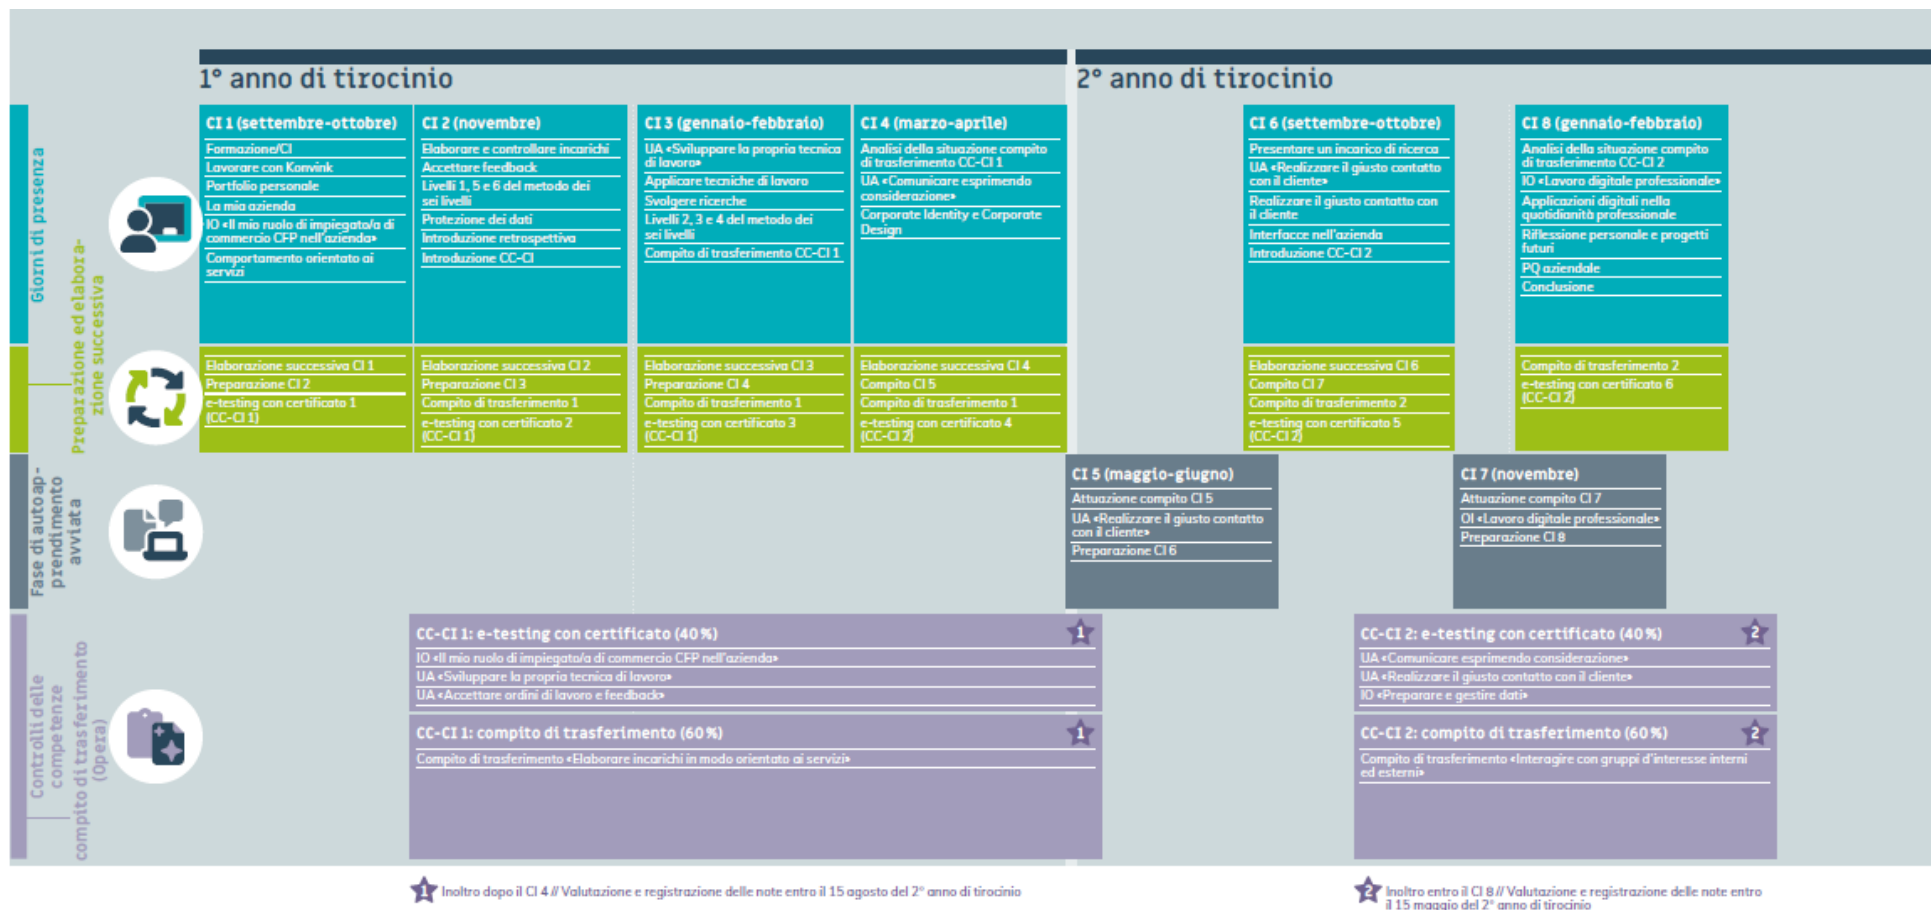 1° anno di tirocinio
2° anno di tirocinio
Giorni di presenza
CI 1 (settembre-ottobre)
Formazione/CI
Lavorare con Konvink
Portfolio personale
La mia azienda
IO «Il mio ruolo di impiegato/a di
commercio CFP nell'azienda»
Comportamento orientato ai
servizi
CI 2 (novembre)
Elaborare e controllare incarichi
Accettare feedback
Livelli 1, 5 e 6 del metodo dei
sei livelli
Protezione dei dati
Introduzione retrospettiva
Introduzione CC-CI
CI 3 (gennaio-febbraio)
UA «Sviluppare la propria tecnica
di lavoro»
Applicare tecniche di lavoro
Svolgere ricerche
Livelli 2, 3 e 4 del metodo dei
sei livelli
Compito di trasferimento CC-CI 1
CI 4 (marzo-aprile)
Analisi della situazione compito
di trasferimento CC-CI 1
UA «Comunicare esprimendo
considerazione»
Corporate Identity e Corporate
Design
CI 6 (settembre-ottobre)
Presentare un incarico di ricerca
UA «Realizzare il giusto contatto
con il cliente»
Realizzare il giusto contatto con
il cliente
Interfacce nell'azienda
Introduzione CC-CI 2
CI 8 (gennaio-febbraio)
Analisi della situazione compito
di trasferimento CC-CI 2
IO «Lavoro digitale professionale»
Applicazioni digitali nella
quotidianità professionale
Riflessione personale e progetti
futuri
PQ aziendale
Conclusione
Preparazione ed elabora-
zione successiva
Elaborazione successiva CI 1
Preparazione CI 2
e-testing con certificato 1
(CC-CI 1)
Elaborazione successiva CI 2
Preparazione CI 3
Compito di trasferimento 1
e-testing con certificato 2
(CC-CI 1)
Elaborazione successiva CI 3
Preparazione CI 4
Compito di trasferimento 1
e-testing con certificato 3
(CC-CI 1)
Elaborazione successiva CI 4
Compito CI 5
Compito di trasferimento 1
e-testing con certificato 4
(CC-CI 2)
Elaborazione successiva CI 6
Compito CI 7
Compito di trasferimento 2
e-testing con certificato 5
(CC-CI 2)
Compito di trasferimento 2
e-testing con certificato 6
(CC-CI 2)
Fase di autoap-
prendimento
avviata
CI 5 (maggio-giugno)
Attuazione compito CI 5
UA «Realizzare il giusto contatto
con il cliente»
Preparazione CI 6
CI 7 (novembre)
Attuazione compito CI 7
OI «Lavoro digitale professionale»
Preparazione CI 8
Controlli delle
competenze
compito di trasferimento
(Opera)
CC-CI 1: e-testing con certificato (40 %)
1
IO «Il mio ruolo di impiegato/a di commercio CFP nell'azienda»
UA «Sviluppare la propria tecnica di lavoro»
UA «Accettare ordini di lavoro e feedback»
CC-CI 1: compito di trasferimento (60 %)
1
Compito di trasferimento «Elaborare incarichi in modo orientato ai servizi»
CC-CI 2: e-testing con certificato (40 %)
2
UA «Comunicare esprimendo considerazione»
UA «Realizzare il giusto contatto con il cliente»
IO «Preparare e gestire dati»
CC-CI 2: compito di trasferimento (60 %)
2
Compito di trasferimento «Interagire con gruppi d'interesse interni
ed esterni»
1 Inoltro dopo il CI 4 // Valutazione e registrazione delle note entro il 15 agosto del 2° anno di tirocinio
2 Inoltro entro il CI 8 // Valutazione e registrazione delle note entro
il 15 maggio del 2° anno di tirocinio